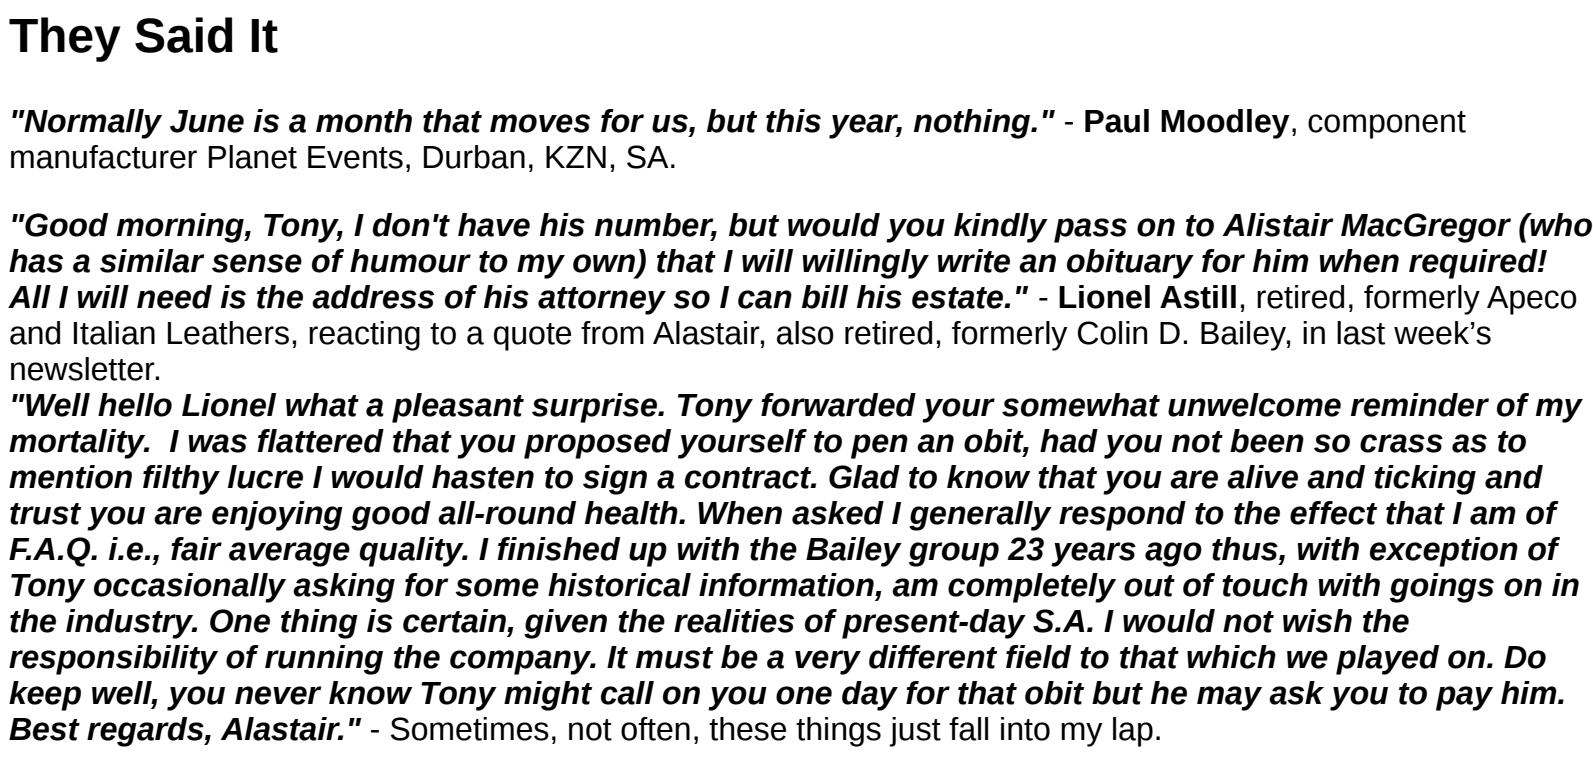 They Said It
"Normally June is a month that moves for us, but this year, nothing." - Paul Moodley, component
manufacturer Planet Events, Durban, KZN, SA.
"Good morning, Tony, I don't have his number, but would you kindly pass on to Alistair MacGregor (who
has a similar sense of humour to my own) that I will willingly write an obituary for him when required!
All I will need is the address of his attorney so I can bill his estate." - Lionel Astill, retired, formerly Apeco
and Italian Leathers, reacting to a quote from Alastair, also retired, formerly Colin D. Bailey, in last week’s
newsletter.
"Well hello Lionel what a pleasant surprise. Tony forwarded your somewhat unwelcome reminder of my
mortality.  I was flattered that you proposed yourself to pen an obit, had you not been so crass as to
mention filthy lucre I would hasten to sign a contract. Glad to know that you are alive and ticking and
trust you are enjoying good all-round health. When asked I generally respond to the effect that I am of
F.A.Q. i.e., fair average quality. I finished up with the Bailey group 23 years ago thus, with exception of
Tony occasionally asking for some historical information, am completely out of touch with goings on in
the industry. One thing is certain, given the realities of present-day S.A. I would not wish the
responsibility of running the company. It must be a very different field to that which we played on. Do
keep well, you never know Tony might call on you one day for that obit but he may ask you to pay him.
Best regards, Alastair." - Sometimes, not often, these things just fall into my lap.